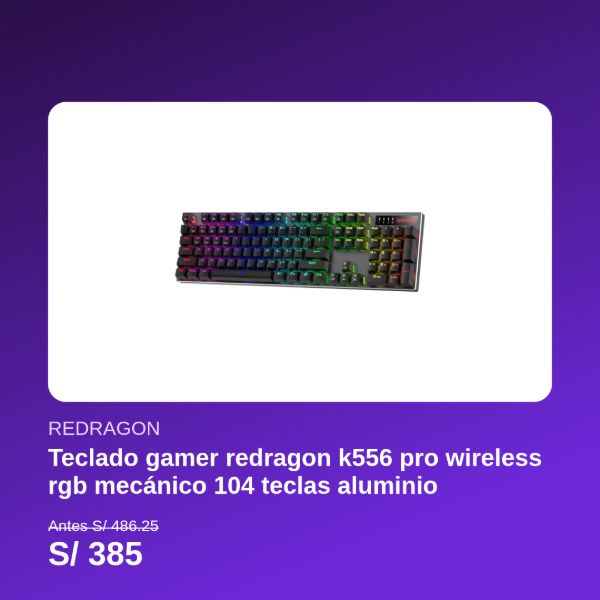 REDRAGON
Teclado gamer redragon k556 pro wireless
rgb mecánico 104 teclas aluminio
Antes S/ 486.25
S/ 385